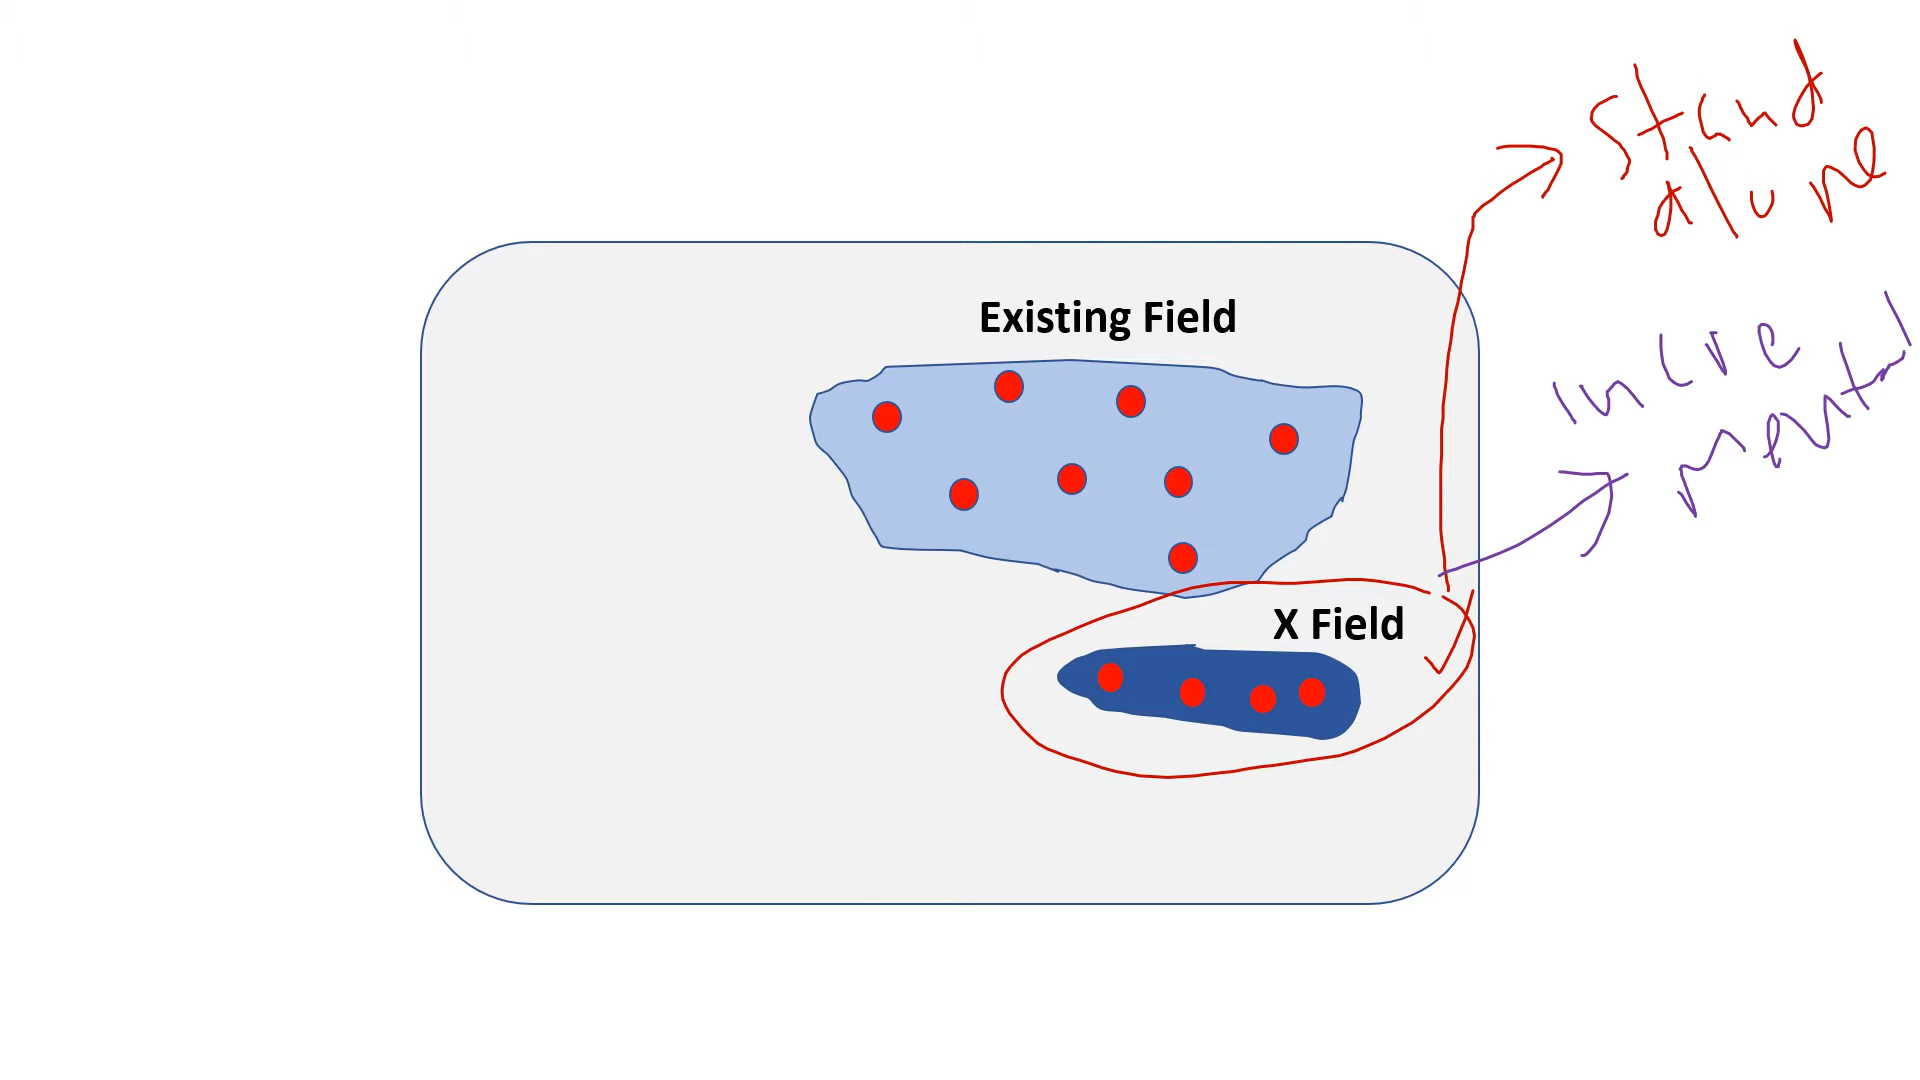 stand
alone
Existing Field
incre
mental
X Field